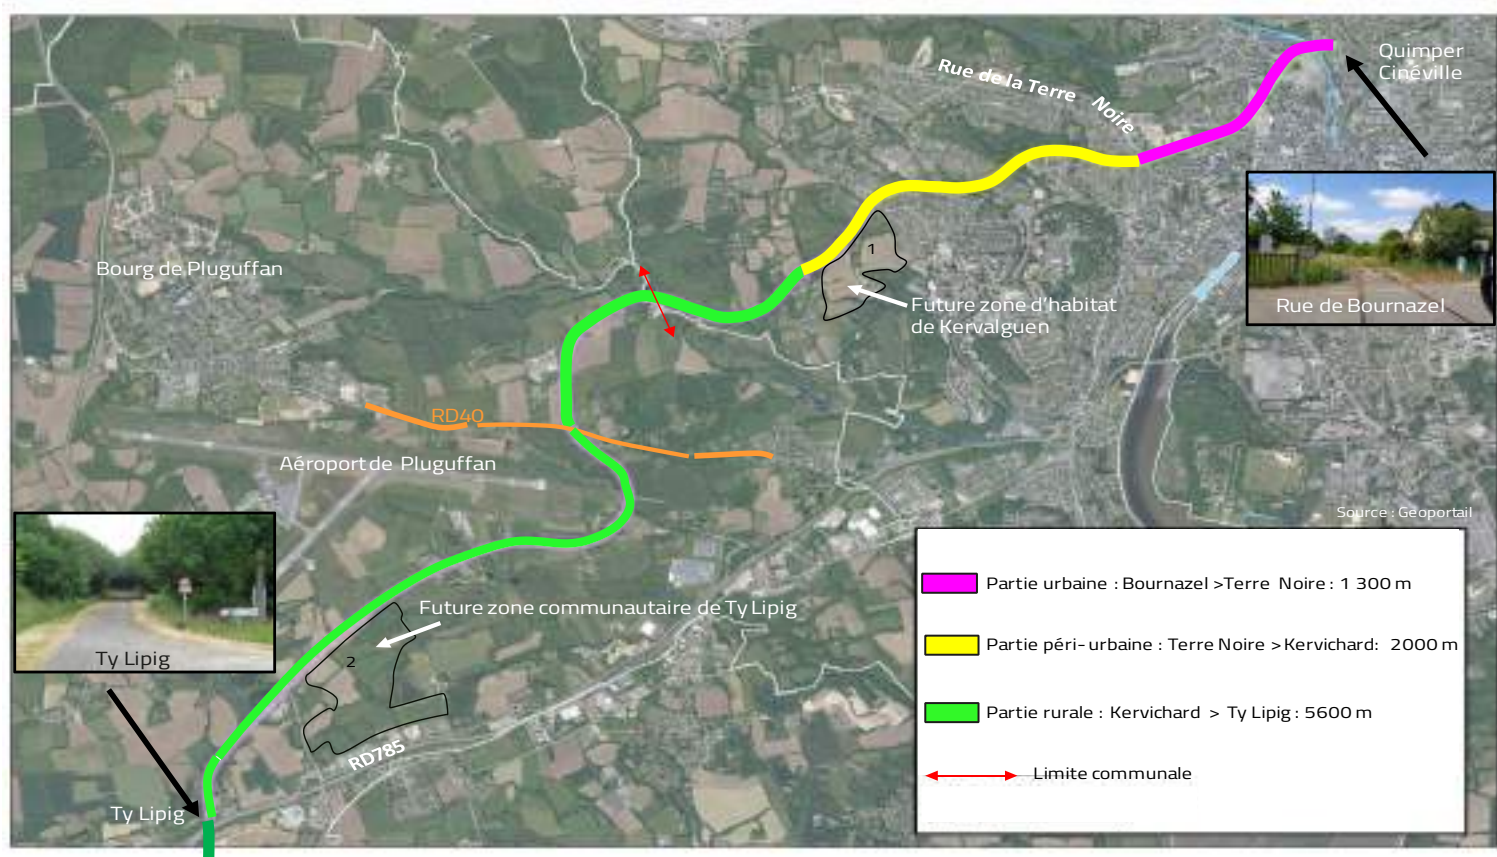 Quimper
Cinéville
Rue de la Terre Noire
Rue de Bournazel
1
Bourg de Pluguffan
Future zone d'habitat
de Kervalguen
RD40
Aéroport de Pluguffan
Source : Geoportail
Future zone communautaire de Ty Lipig
2
Ty Lipig
RD785
Ty Lipig
Partie urbaine : Bournazel >Terre Noire : 1 300 m
Partie péri-urbaine : Terre Noire >Kervichard: 2000 m
Partie rurale : Kervichard > Ty Lipig : 5600 m
Limite communale